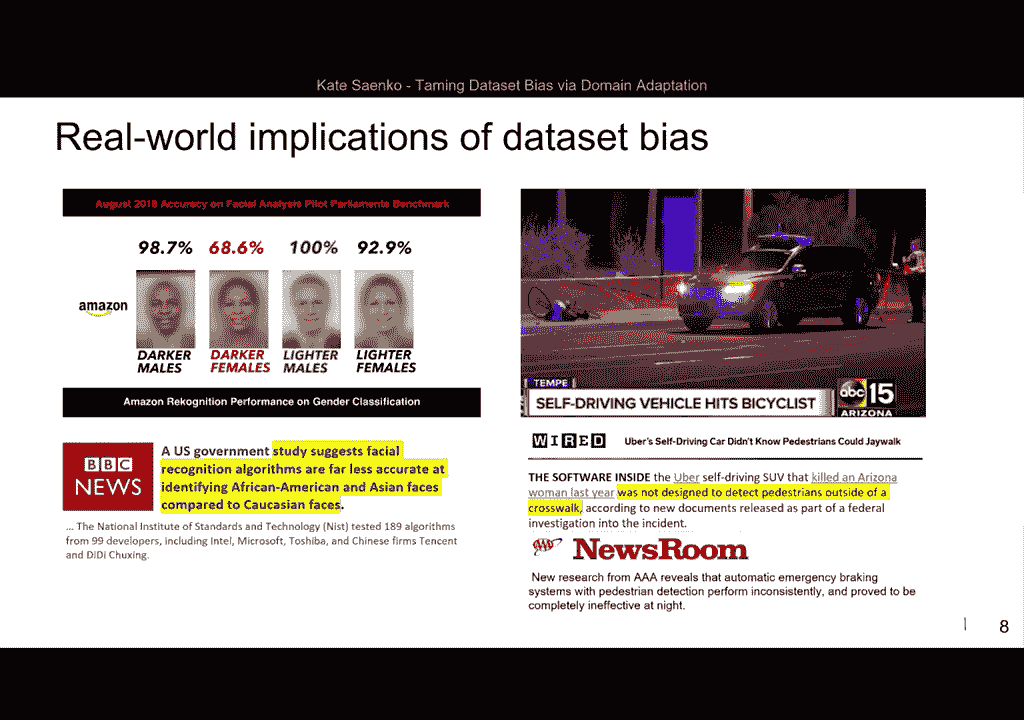 Kate Saenko - Taming Dataset Bias via Domain Adaptation
Real-world implications of dataset bias
August 2018 Accuracy on Facial Analysis Pilot Parliaments Benchmark
98.7% 68.6% 100% 92.9%
amazon
DARKER MALES
DARKER FEMALES
LIGHTER MALES
LIGHTER FEMALES
Amazon Rekognition Performance on Gender Classification
BBC
NEWS
A US government study suggests facial
recognition algorithms are far less accurate at
identifying African-American and Asian faces
compared to Caucasian faces.
... The National Institute of Standards and Technology (Nist) tested 189 algorithms
from 99 developers, including Intel, Microsoft, Toshiba, and Chinese firms Tencent
and DiDi Chuxing.
TEMPE
SELF-DRIVING VEHICLE HITS BICYCLIST
abc 15
ARIZONA
WIRED
Uber's Self-Driving Car Didn't Know Pedestrians Could Jaywalk
THE SOFTWARE INSIDE the Uber self-driving SUV that killed an Arizona
woman last year was not designed to detect pedestrians outside of a
crosswalk, according to new documents released as part of a federal
investigation into the incident.
AAA NewsRoom
New research from AAA reveals that automatic emergency braking
systems with pedestrian detection perform inconsistently, and proved to be
completely ineffective at night.
8